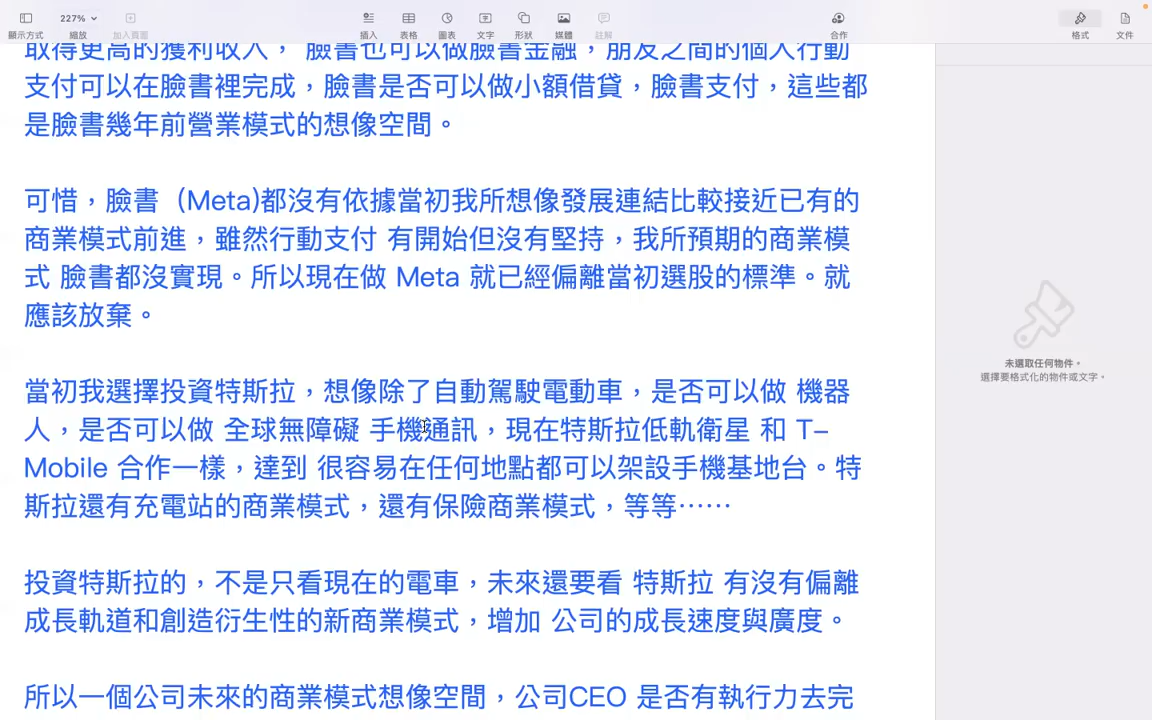 227%
顯示方式
縮放
加入頁面
插入
表格
圖表
文字
形狀
媒體
註解
合作
格式
文件
取得更高的獲利收入， 臉書也可以做臉書金融，朋友之間的個人行動
支付可以在臉書裡完成，臉書是否可以做小額借貸，臉書支付，這些都
是臉書幾年前營業模式的想像空間。
可惜，臉書（Meta)都沒有依據當初我所想像發展連結比較接近已有的
商業模式前進，雖然行動支付 有開始但沒有堅持，我所預期的商業模
式 臉書都沒實現。所以現在做 Meta 就已經偏離當初選股的標準。就
應該放棄。
當初我選擇投資特斯拉，想像除了自動駕駛電動車，是否可以做 機器
人，是否可以做 全球無障礙 手機通訊，現在特斯拉低軌衛星 和 T-
Mobile 合作一樣，達到 很容易在任何地點都可以架設手機基地台。特
斯拉還有充電站的商業模式，還有保險商業模式，等等⋯⋯
投資特斯拉的，不是只看現在的電車，未來還要看 特斯拉 有沒有偏離
成長軌道和創造衍生性的新商業模式，增加 公司的成長速度與廣度。
所以一個公司未來的商業模式想像空間，公司CEO 是否有執行力去完
未選取任何物件。
選擇要格式化的物件或文字。